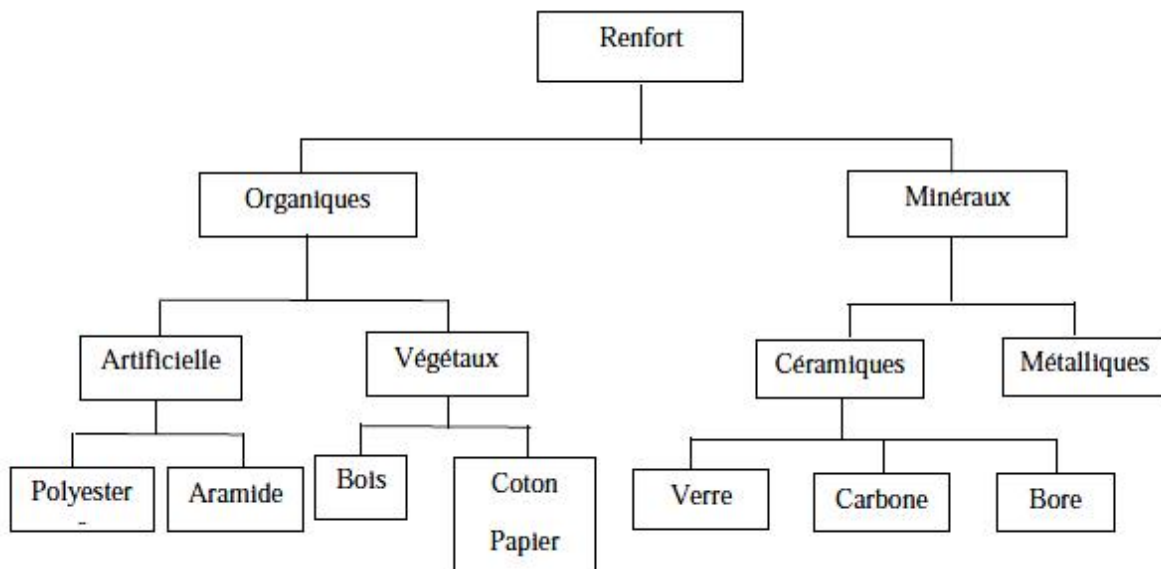 Renfort
Organiques
Minéraux
Artificielle
Végétaux
Céramiques
Métalliques
Polyester
Aramide
Bois
Coton
Papier
Verre
Carbone
Bore